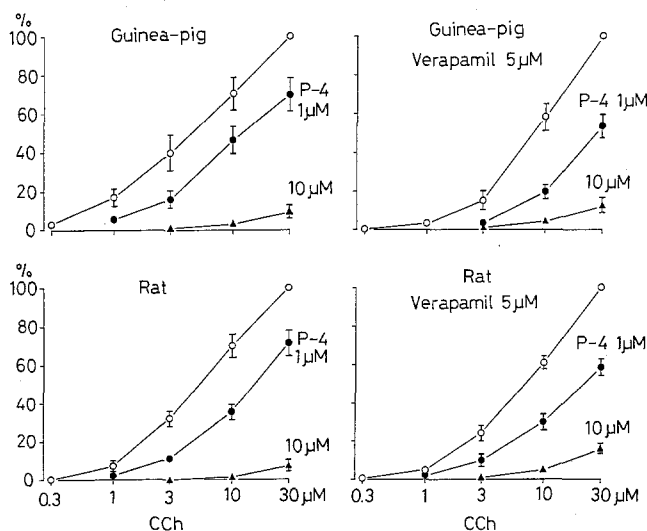 %
Guinea-pig
100
80
60
40
20
0
P-4
1μM
10μM
Guinea-pig
Verapamil 5μM
P-4 1μM
10μM
%
Rat
100
80
60
40
20
0
P-4
1μM
10μM
0.3 1 3 10 30 μM
CCh
Rat
Verapamil 5μM
P-4 1μM
10μM
0.3 1 3 10 30 μM
CCh